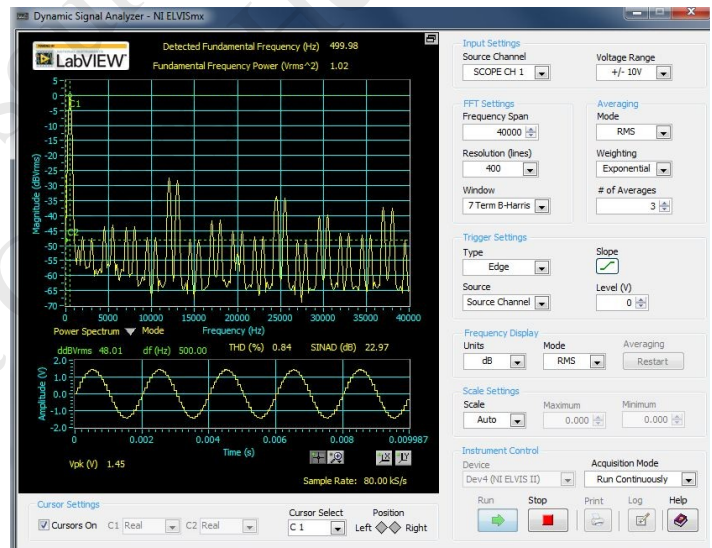 Dynamic Signal Analyzer - NI ELVISmx
LabVIEW
Detected Fundamental Frequency (Hz) 499.98
Fundamental Frequency Power (Vrms^2) 1.02
5
0
-5
-10
-15
-20
-25
-30
-35
-40
-45
-50
-55
-60
-65
-70
Magnitude (dBVrms)
C1
C2
0 5000 10000 15000 20000 25000 30000 35000 40000
Power Spectrum Mode Frequency (Hz)
ddBVrms 48.01 df (Hz) 500.00 THD (%) 0.84 SINAD (dB) 22.97
2.0
1.0
0.0
-1.0
-2.0
Amplitude (V)
0 0.002 0.004 0.006 0.008 0.009987
Time (s)
Vpk (V) 1.45
Sample Rate: 80.00 kS/s
Cursor Settings
Cursors On C1 Real C2 Real
Cursor Select
C 1
Position
Left Right
Input Settings
Source Channel
SCOPE CH 1
Voltage Range
+/- 10V
FFT Settings
Frequency Span
40000
Resolution (lines)
400
Window
7 Term B-Harris
Averaging
Mode
RMS
Weighting
Exponential
# of Averages
3
Trigger Settings
Type
Edge
Slope
Source
Source Channel
Level (V)
0
Frequency Display
Units
dB
Mode
RMS
Averaging
Restart
Scale Settings
Scale
Auto
Maximum
0.000
Minimum
0.000
Instrument Control
Device
Dev4 (NI ELVIS II)
Acquisition Mode
Run Continuously
Run Stop Print Log Help